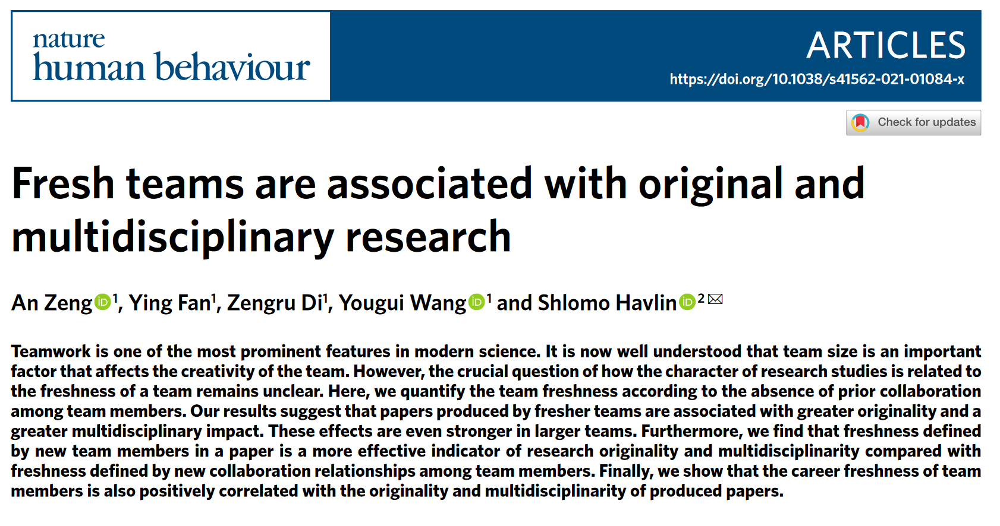 nature
human behaviour
ARTICLES
https://doi.org/10.1038/s41562-021-01084-x
Check for updates
Fresh teams are associated with original and
multidisciplinary research
An Zeng iD 1, Ying Fan1, Zengru Di1, Yougui Wang iD 1 and Shlomo Havlin iD 2 ✉
Teamwork is one of the most prominent features in modern science. It is now well understood that team size is an important
factor that affects the creativity of the team. However, the crucial question of how the character of research studies is related to
the freshness of a team remains unclear. Here, we quantify the team freshness according to the absence of prior collaboration
among team members. Our results suggest that papers produced by fresher teams are associated with greater originality and a
greater multidisciplinary impact. These effects are even stronger in larger teams. Furthermore, we find that freshness defined
by new team members in a paper is a more effective indicator of research originality and multidisciplinarity compared with
freshness defined by new collaboration relationships among team members. Finally, we show that the career freshness of team
members is also positively correlated with the originality and multidisciplinarity of produced papers.